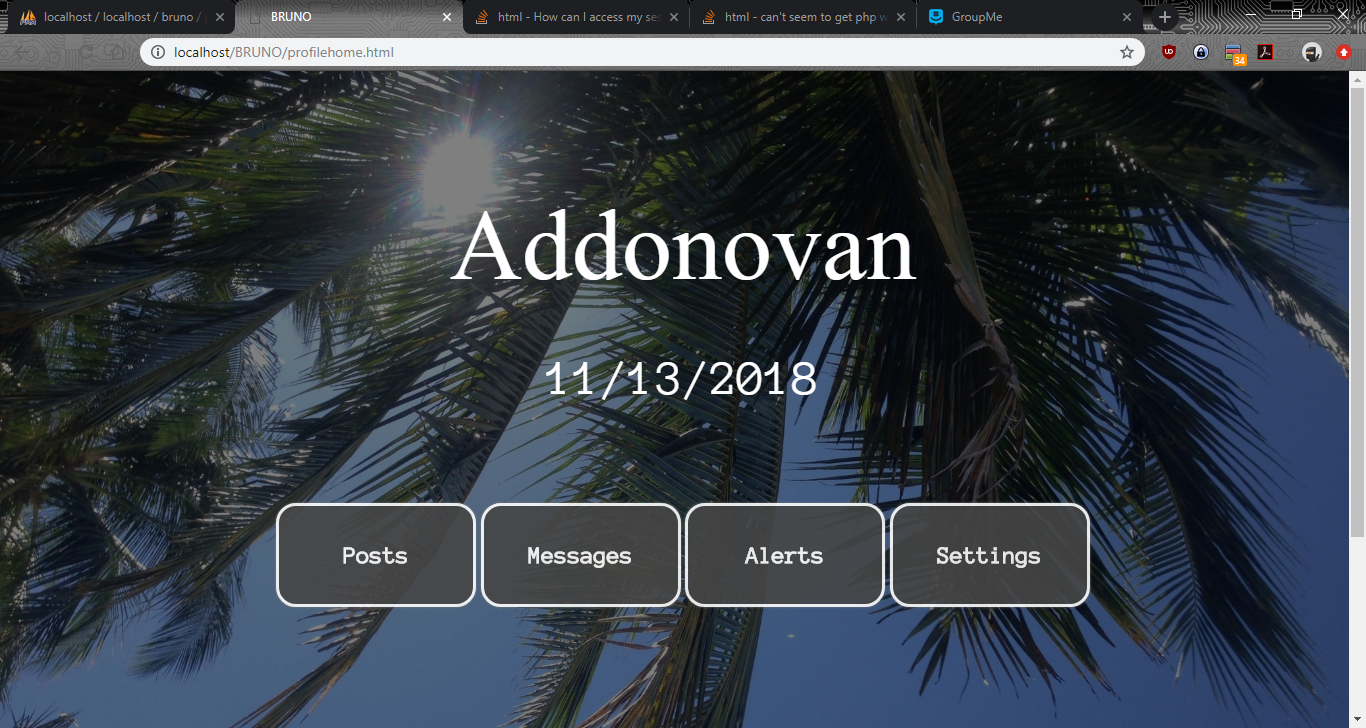 localhost / localhost / bruno /
BRUNO
html - How can I access my se
html - can't seem to get php w
GroupMe
localhost/BRUNO/profilehome.html
UD
34
Addonovan
11/13/2018
Posts
Messages
Alerts
Settings